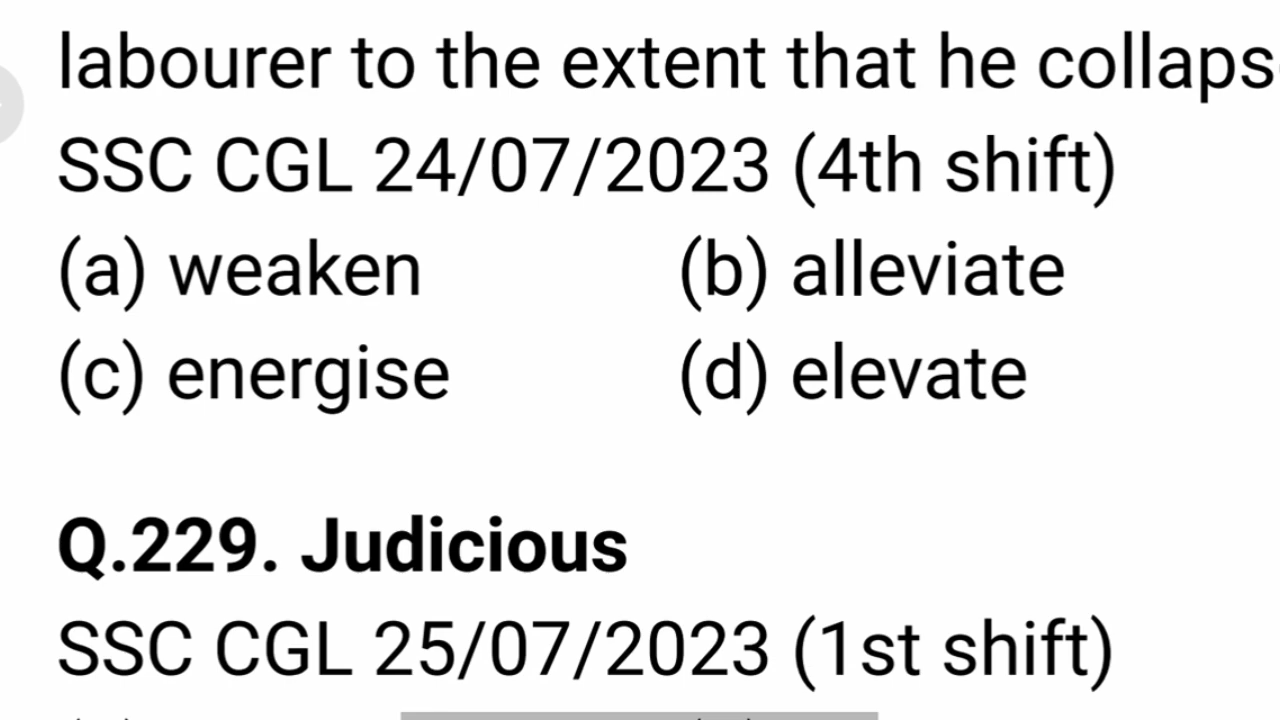 labourer to the extent that he collaps
SSC CGL 24/07/2023 (4th shift)
(a) weaken (b) alleviate
(c) energise (d) elevate
Q.229. Judicious
SSC CGL 25/07/2023 (1st shift)